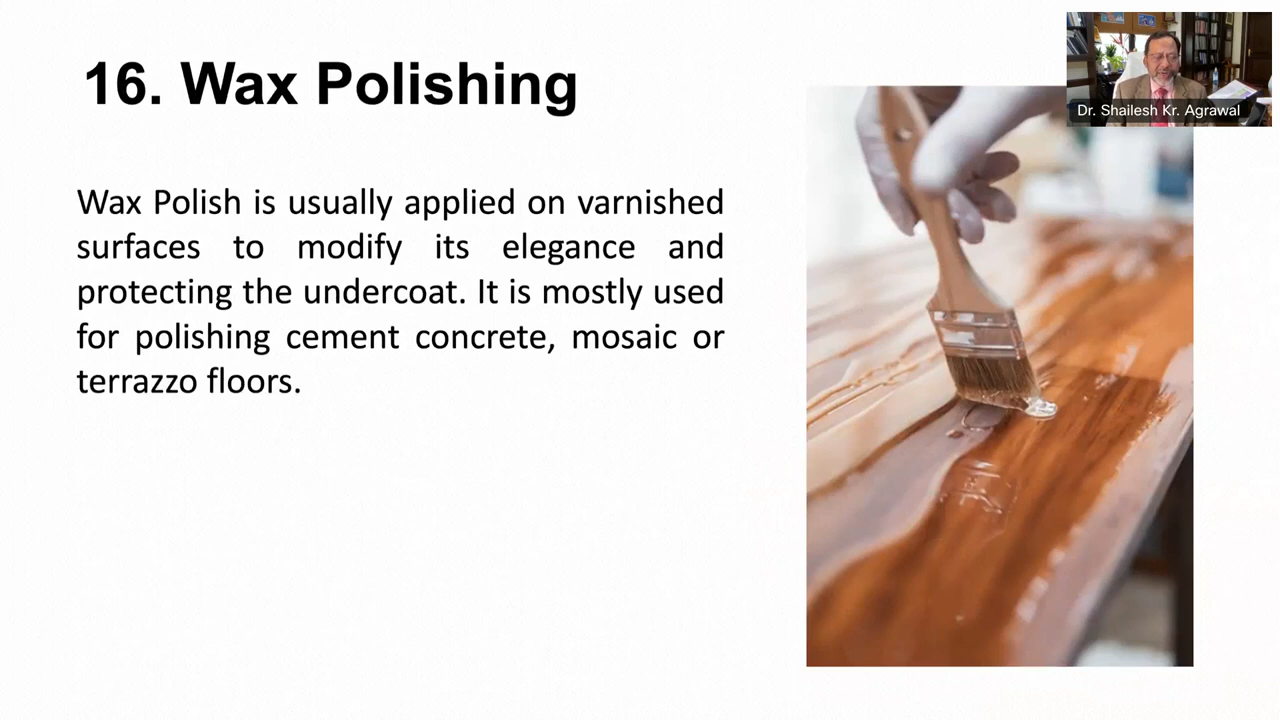 16. Wax Polishing
Dr. Shailesh Kr. Agrawal
Wax Polish is usually applied on varnished
surfaces to modify its elegance and
protecting the undercoat. It is mostly used
for polishing cement concrete, mosaic or
terrazzo floors.